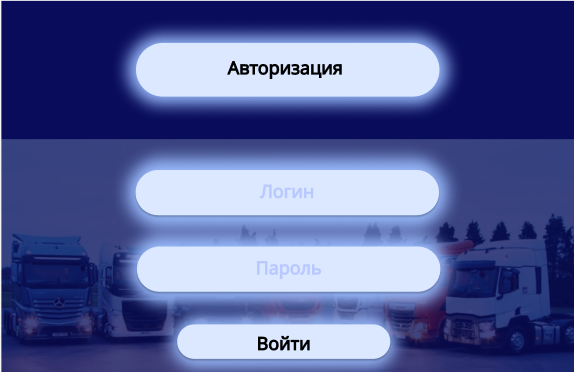 Авторизация
Логин
Пароль
Войти